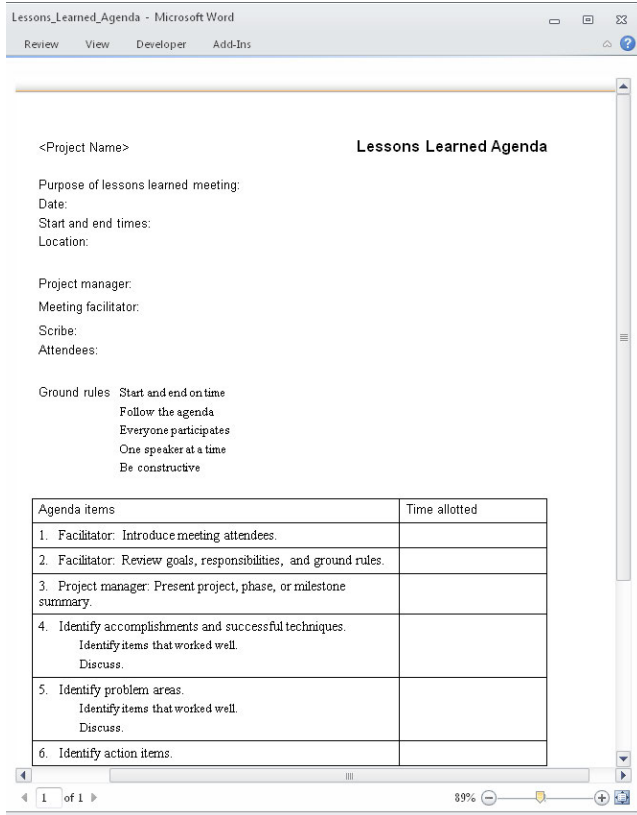 Lessons_Learned_Agenda - Microsoft Word
Review View Developer Add-Ins
<Project Name> Lessons Learned Agenda
Purpose of lessons learned meeting:
Date:
Start and end times:
Location:
Project manager:
Meeting facilitator:
Scribe:
Attendees:
Ground rules Start and end on time
Follow the agenda
Everyone participates
One speaker at a time
Be constructive
Agenda items Time allotted
1. Facilitator: Introduce meeting attendees.
2. Facilitator: Review goals, responsibilities, and ground rules.
3. Project manager: Present project, phase, or milestone
summary.
4. Identify accomplishments and successful techniques.
Identify items that worked well.
Discuss.
5. Identify problem areas.
Identify items that worked well.
Discuss.
6. Identify action items.
1 of 1 89%